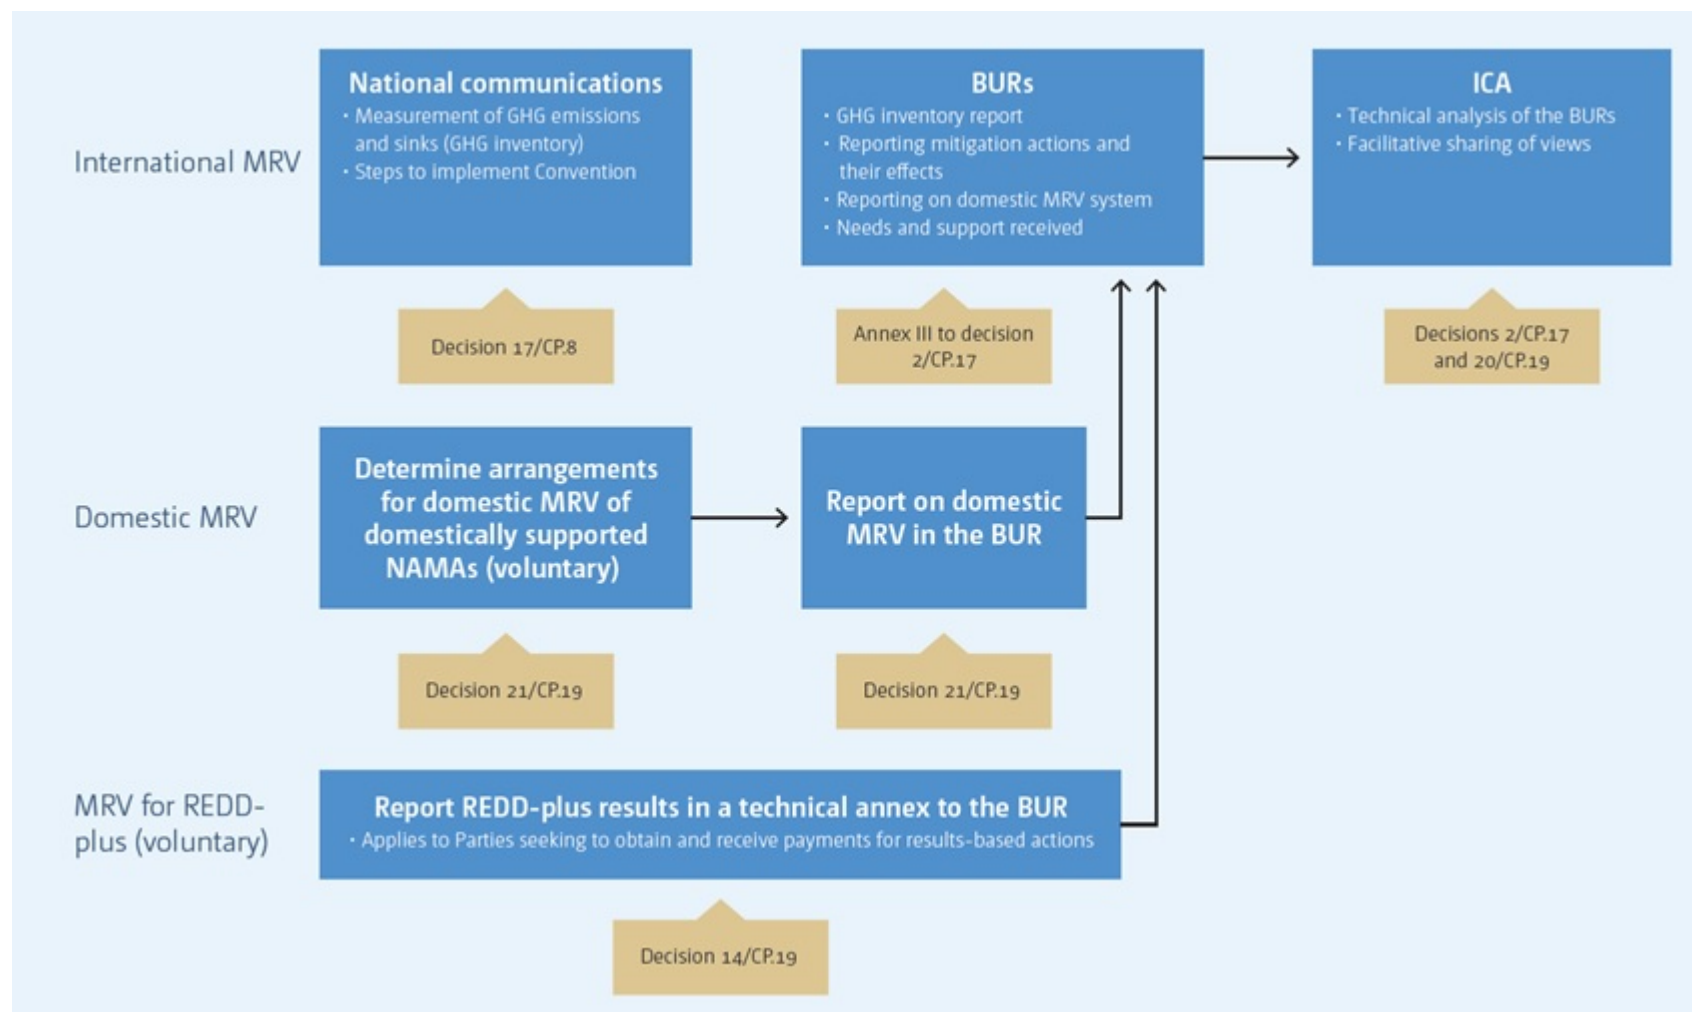 International MRV
National communications
· Measurement of GHG emissions
and sinks (GHG inventory)
· Steps to implement Convention
BURs
· GHG inventory report
· Reporting mitigation actions and
their effects
· Reporting on domestic MRV system
· Needs and support received
ICA
· Technical analysis of the BURs
· Facilitative sharing of views
Decision 17/CP.8
Annex III to decision
2/CP.17
Decisions 2/CP.17
and 20/CP.19
Domestic MRV
Determine arrangements
for domestic MRV of
domestically supported
NAMAs (voluntary)
Report on domestic
MRV in the BUR
Decision 21/CP.19
Decision 21/CP.19
MRV for REDD-
plus (voluntary)
Report REDD-plus results in a technical annex to the BUR
· Applies to Parties seeking to obtain and receive payments for results-based actions
Decision 14/CP.19